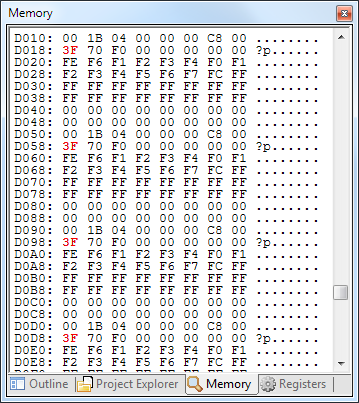 Memory
D010: 00 1B 04 00 00 00 C8 00 ........
D018: 3F 70 F0 00 00 00 00 00 ?p......
D020: FE F6 F1 F2 F3 F4 F0 F1 ........
D028: F2 F3 F4 F5 F6 F7 FC FF ........
D030: FF FF FF FF FF FF FF FF ........
D038: FF FF FF FF FF FF FF FF ........
D040: 00 00 00 00 00 00 00 00 ........
D048: 00 00 00 00 00 00 00 00 ........
D050: 00 1B 04 00 00 00 C8 00 ........
D058: 3F 70 F0 00 00 00 00 00 ?p......
D060: FE F6 F1 F2 F3 F4 F0 F1 ........
D068: F2 F3 F4 F5 F6 F7 FC FF ........
D070: FF FF FF FF FF FF FF FF ........
D078: FF FF FF FF FF FF FF FF ........
D080: 00 00 00 00 00 00 00 00 ........
D088: 00 00 00 00 00 00 00 00 ........
D090: 00 1B 04 00 00 00 C8 00 ........
D098: 3F 70 F0 00 00 00 00 00 ?p......
D0A0: FE F6 F1 F2 F3 F4 F0 F1 ........
D0A8: F2 F3 F4 F5 F6 F7 FC FF ........
D0B0: FF FF FF FF FF FF FF FF ........
D0B8: FF FF FF FF FF FF FF FF ........
D0C0: 00 00 00 00 00 00 00 00 ........
D0C8: 00 00 00 00 00 00 00 00 ........
D0D0: 00 1B 04 00 00 00 C8 00 ........
D0D8: 3F 70 F0 00 00 00 00 00 ?p......
D0E0: FE F6 F1 F2 F3 F4 F0 F1 ........
D0E8: F2 F3 F4 F5 F6 F7 FC FF ........
Outline Project Explorer Memory Registers